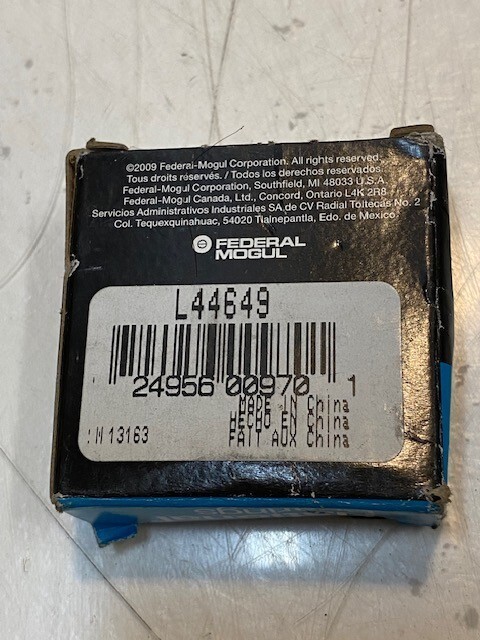 ©2009 Federal-Mogul Corporation. All rights reserved.
Tous droits résérves. / Todos los derechos reservados.
Federal-Mogul Corporation, Southfield, MI 48033 U.S.A.
Federal-Mogul Canada, Ltd., Concord, Ontario L4K 2R8
Servicios Administrativos Industriales SA de CV Radial Toltecas No. 2
Col. Tequexquinahuac, 54020 Tlalnepantla, Edo. de Mexico
FEDERAL
MOGUL
L44649
24956 00970 1
MADE IN China
HECHO EN China
FAIT AUX China
M 13163